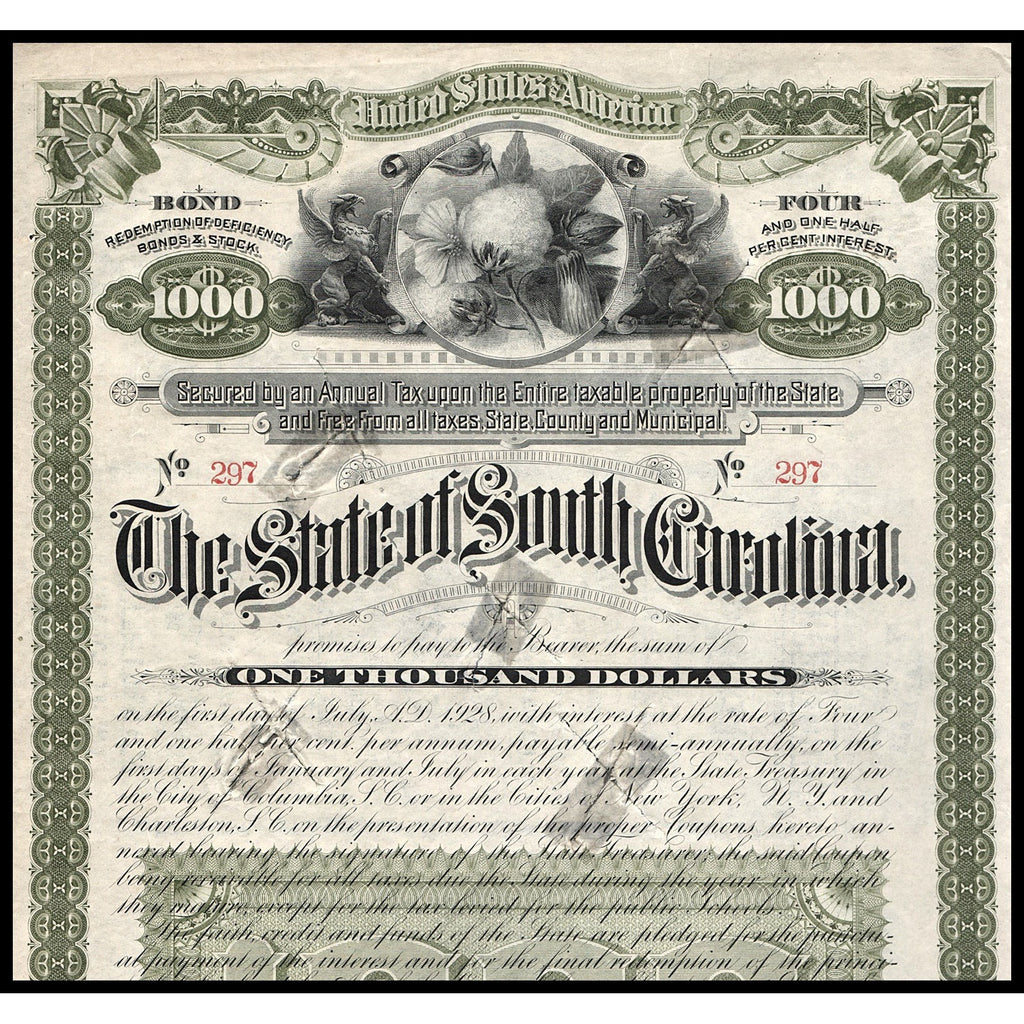 United States America
BOND
REDEMPTION OF DEFICIENCY
BONDS & STOCK.
$1000
FOUR
AND ONE HALF
PER CENT. INTEREST.
$1000
Secured by an Annual Tax upon the Entire taxable property of the State
and Free From all taxes, State, County and Municipal.
No. 297
No. 297
The State of South Carolina,
promises to pay to the Bearer, the sum of
ONE THOUSAND DOLLARS
on the first day of July, A.D. 1928, with interest at the rate of Four
and one half per cent. per annum, payable semi-annually, on the
first days of January and July in each year, at the State Treasury in
the City of Columbia, S.C. or in the Cities of New York, N.Y. and
Charleston, S.C. on the presentation of the proper Coupons hereto an-
nexed bearing the signature of the State Treasurer, the said Coupon
being receivable for all taxes due the State during the year in which
they mature, except for the tax levied for the public Schools.
The faith, credit and funds of the State are pledged for the punctu-
al payment of the interest and for the final redemption of the princi-